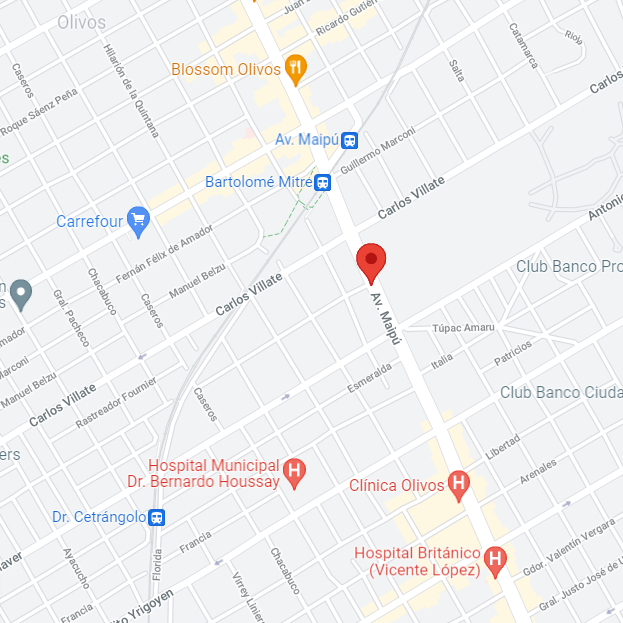 Olivos
Juan
Ricardo Gutiér
Catamarca
Rioja
Caseros
Hilarión de la Quintana
Blossom Olivos
Salta
Carlos
Roque Sáenz Peña
Av. Maipú
Guillermo Marconi
es
Bartolomé Mitre
Carlos Villate
Antonio
Carrefour
Fernán Félix de Amador
Manuel Belzu
Club Banco Pro
n
s
Chacabuco
Gral. Pacheco
Caseros
Carlos Villate
Av. Maipú
Túpac Amaru
Amador
Marconi
Manuel Belzu
Italia
Patricios
Esmeralda
Rastreador Fournier
Caseros
Carlos Villate
Club Banco Ciuda
ers
Libertad
Hospital Municipal
Dr. Bernardo Houssay
Arenales
Clínica Olivos
Dr. Cetrángolo
Francia
Gdor. Valentín Vergara
Hospital Británico
(Vicente López)
aver
Ayacucho
Florida
Chacabuco
Virrey Liniers
Francia
ito Yrigoyen
Gral. Justo José de U